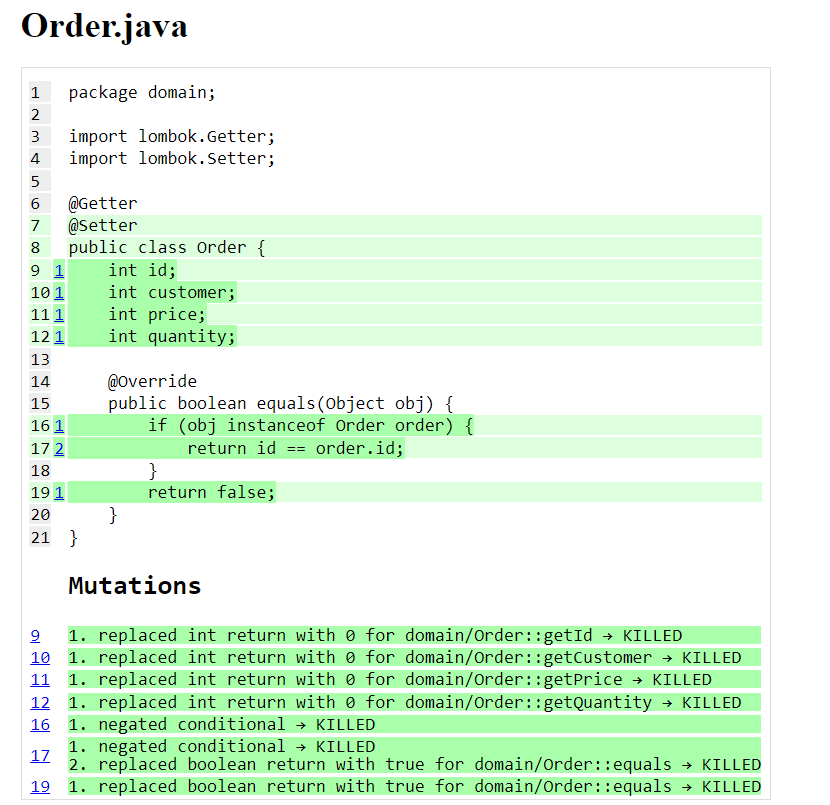 Order.java
1 package domain;
2
3 import lombok.Getter;
4 import lombok.Setter;
5
6 @Getter
7 @Setter
8 public class Order {
9 1 int id;
10 1 int customer;
11 1 int price;
12 1 int quantity;
13
14 @Override
15 public boolean equals(Object obj) {
16 1 if (obj instanceof Order order) {
17 2 return id == order.id;
18 }
19 1 return false;
20 }
21 }
Mutations
9 1. replaced int return with 0 for domain/Order::getId → KILLED
10 1. replaced int return with 0 for domain/Order::getCustomer → KILLED
11 1. replaced int return with 0 for domain/Order::getPrice → KILLED
12 1. replaced int return with 0 for domain/Order::getQuantity → KILLED
16 1. negated conditional → KILLED
17 1. negated conditional → KILLED
2. replaced boolean return with true for domain/Order::equals → KILLED
19 1. replaced boolean return with true for domain/Order::equals → KILLED